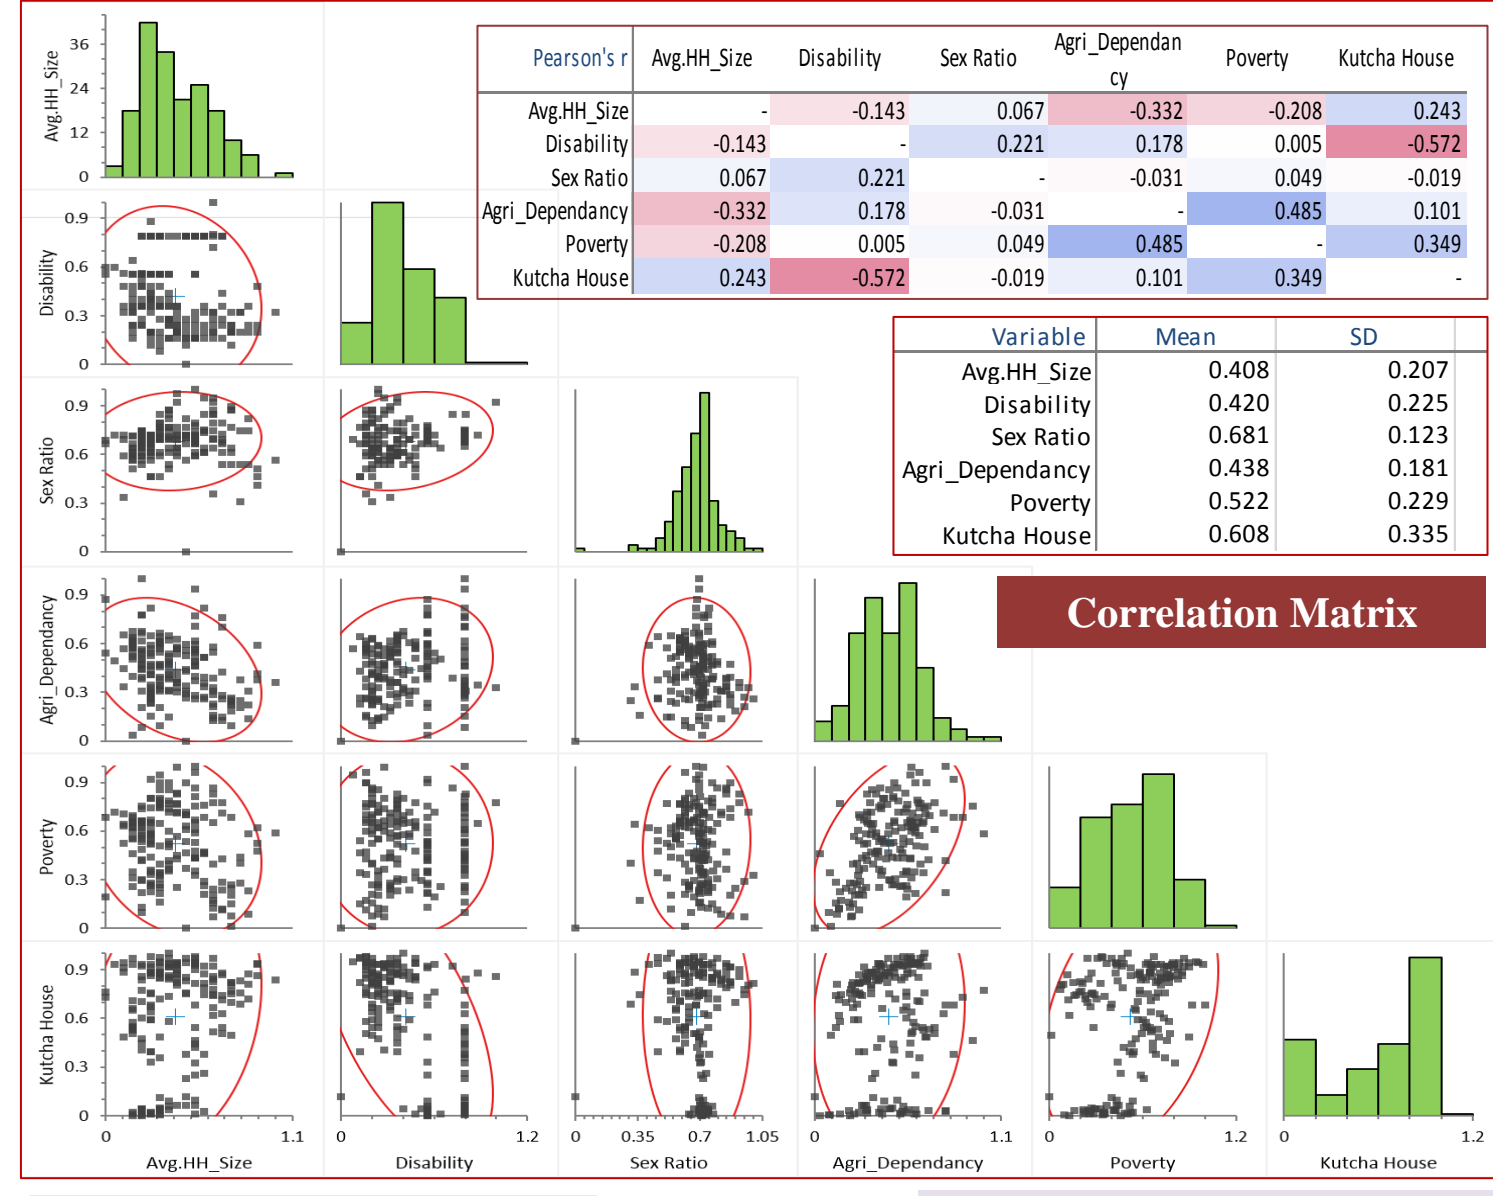 Pearson's r Avg.HH_Size Disability Sex Ratio Agri_Dependan Poverty Kutcha House
cy
Avg.HH_Size - -0.143 0.067 -0.332 -0.208 0.243
Disability -0.143 - 0.221 0.178 0.005 -0.572
Sex Ratio 0.067 0.221 - -0.031 0.049 -0.019
Agri_Dependancy -0.332 0.178 -0.031 - 0.485 0.101
Poverty -0.208 0.005 0.049 0.485 - 0.349
Kutcha House 0.243 -0.572 -0.019 0.101 0.349 -
Variable Mean SD
Avg.HH_Size 0.408 0.207
Disability 0.420 0.225
Sex Ratio 0.681 0.123
Agri_Dependancy 0.438 0.181
Poverty 0.522 0.229
Kutcha House 0.608 0.335
Correlation Matrix
Avg.HH_Size
36
24
12
0
Disability
0.9
0.6
0.3
0
Sex Ratio
0.9
0.6
0.3
0
Agri_Dependancy
0.9
0.6
0.3
0
Poverty
0.9
0.6
0.3
0
Kutcha House
0.9
0.6
0.3
0
0 1.1 0 1.2 0 0.35 0.7 1.05 0 1.1 0 1.2 0 1.2
Avg.HH_Size Disability Sex Ratio Agri_Dependancy Poverty Kutcha House